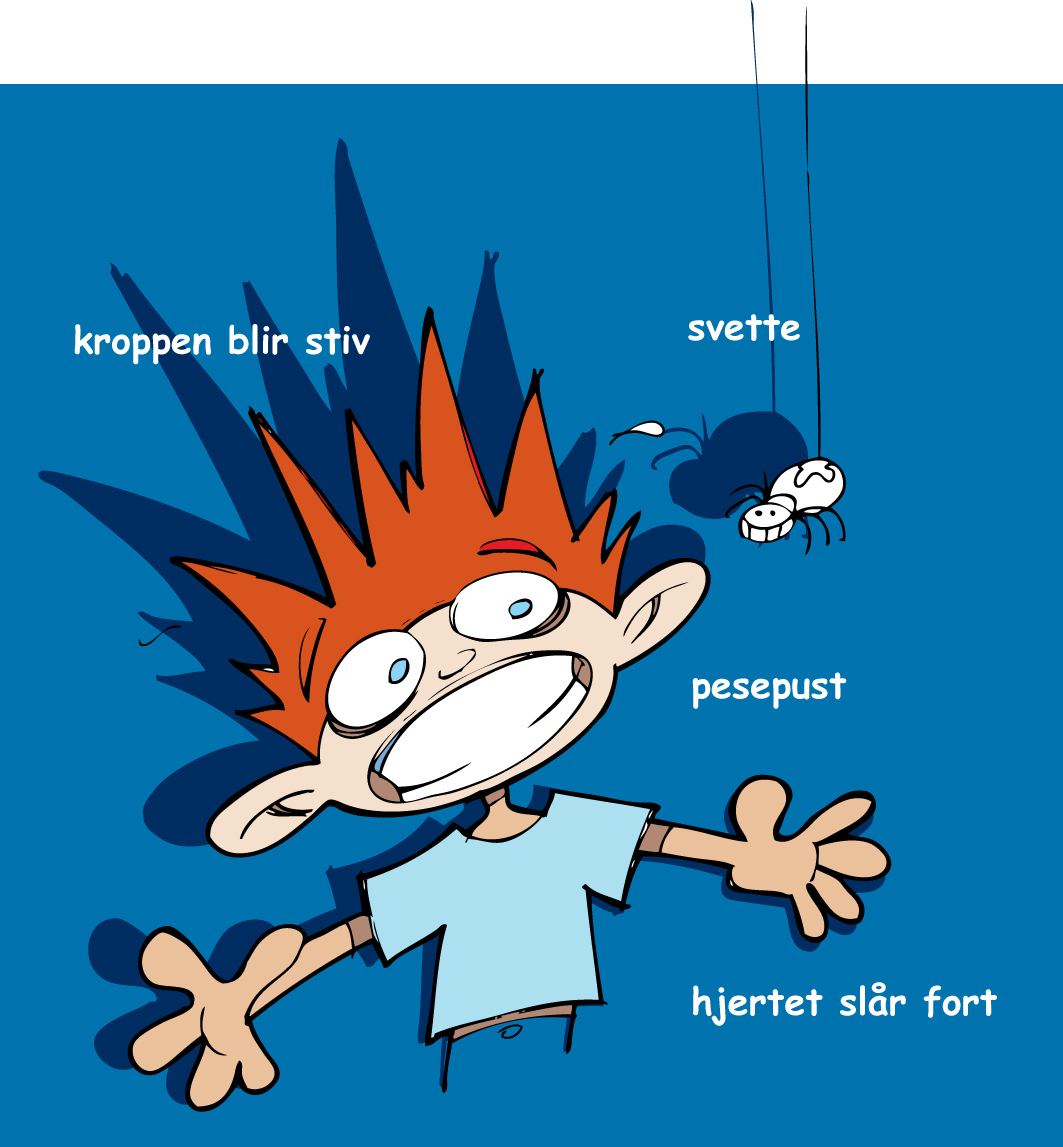 kroppen blir stiv
svette
pesepust
hjertet slår fort